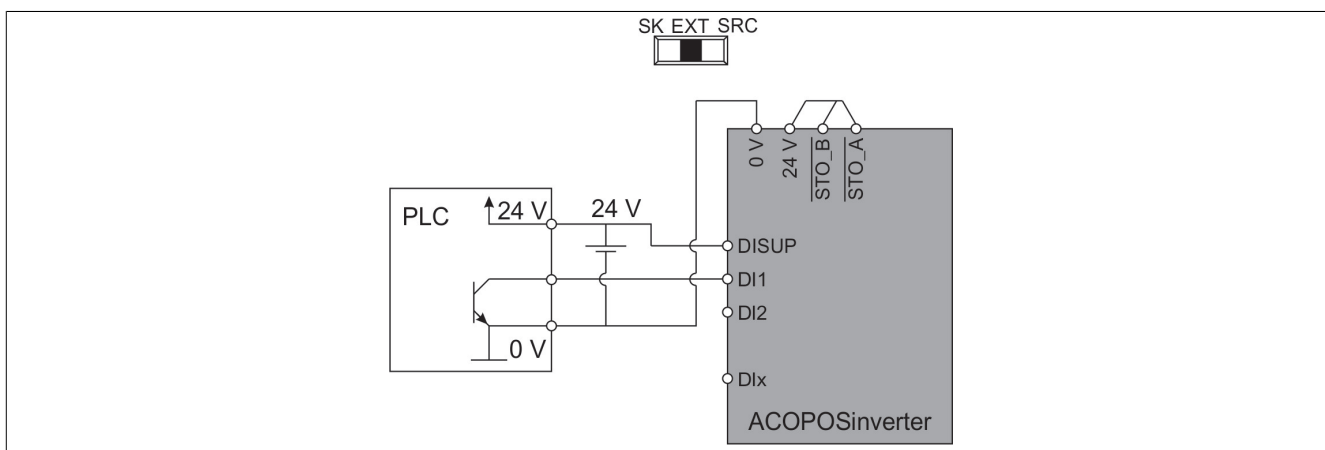 SK EXT SRC
0 V
24 V
STO_B
STO_A
PLC
24 V
24 V
DISUP
DI1
DI2
0 V
DIx
ACOPOSinverter